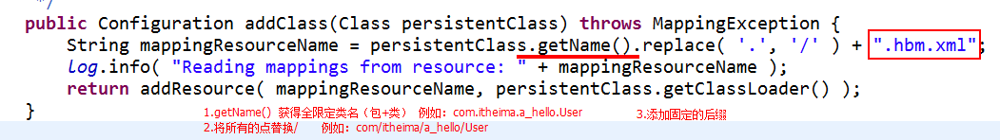 */
public Configuration addClass(Class persistentClass) throws MappingException {
String mappingResourceName = persistentClass.getName().replace( '.', '/' ) + ".hbm.xml";
log.info( "Reading mappings from resource: " + mappingResourceName );
return addResource( mappingResourceName, persistentClass.getClassLoader() );
}
1.getName() 获得全限定类名（包+类） 例如：com.itheima.a_hello.User 3.添加固定的后缀
2.将所有的点替换/ 例如：com/itheima/a_hello/User